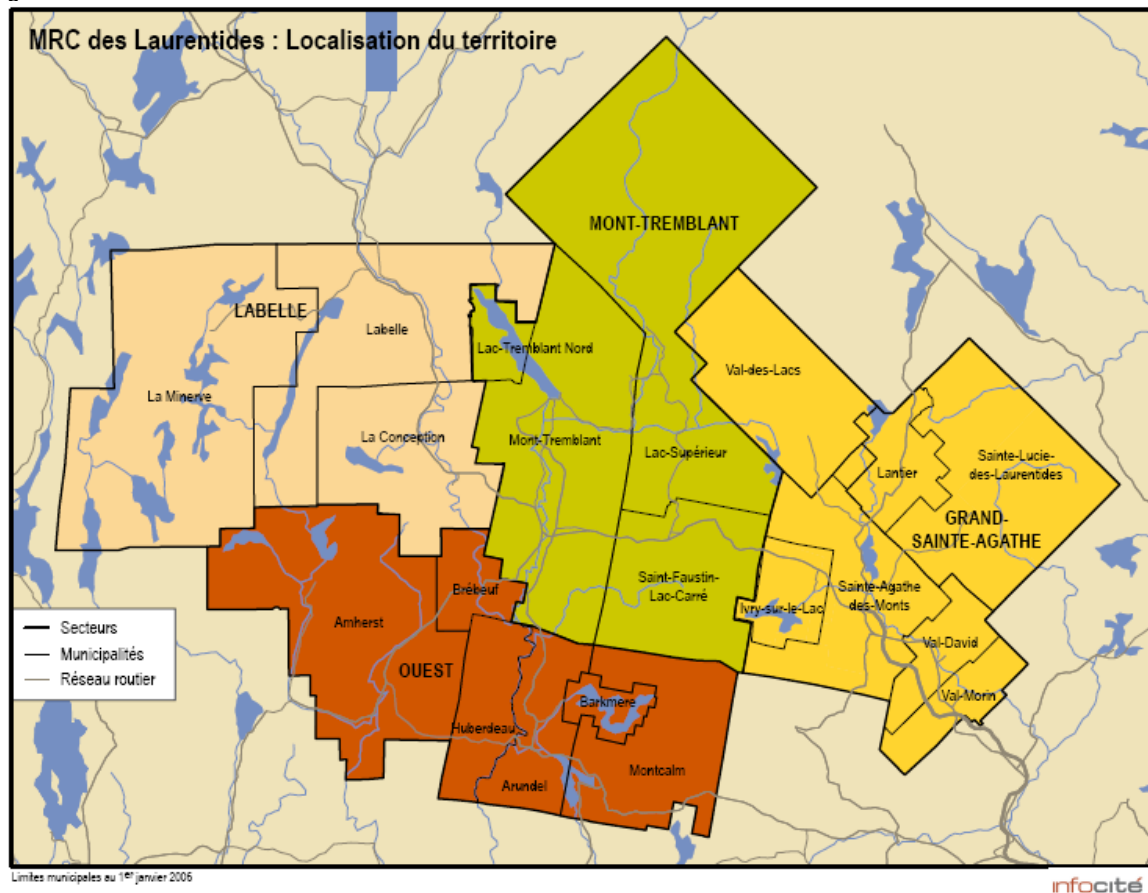 MRC des Laurentides : Localisation du territoire
MONT-TREMBLANT
LABELLE
Labelle
Lac-Tremblant Nord
Val-des-Lacs
La Minerve
La Conception
Mont-Tremblant
Lac-Supérieur
Lantier
Sainte-Lucie-
des-Laurentides
GRAND-
SAINTE-AGATHE
Saint-Faustin-
Lac-Carré
Brébeuf
Ivry-sur-le-Lac
Sainte-Agathe
des-Monts
Amherst
Val-David
OUEST
Val-Morin
Barkmere
Huberdeau
Montcalm
Arundel
Secteurs
Municipalités
Réseau routier
Limites municipales au 1er janvier 2006
infocité